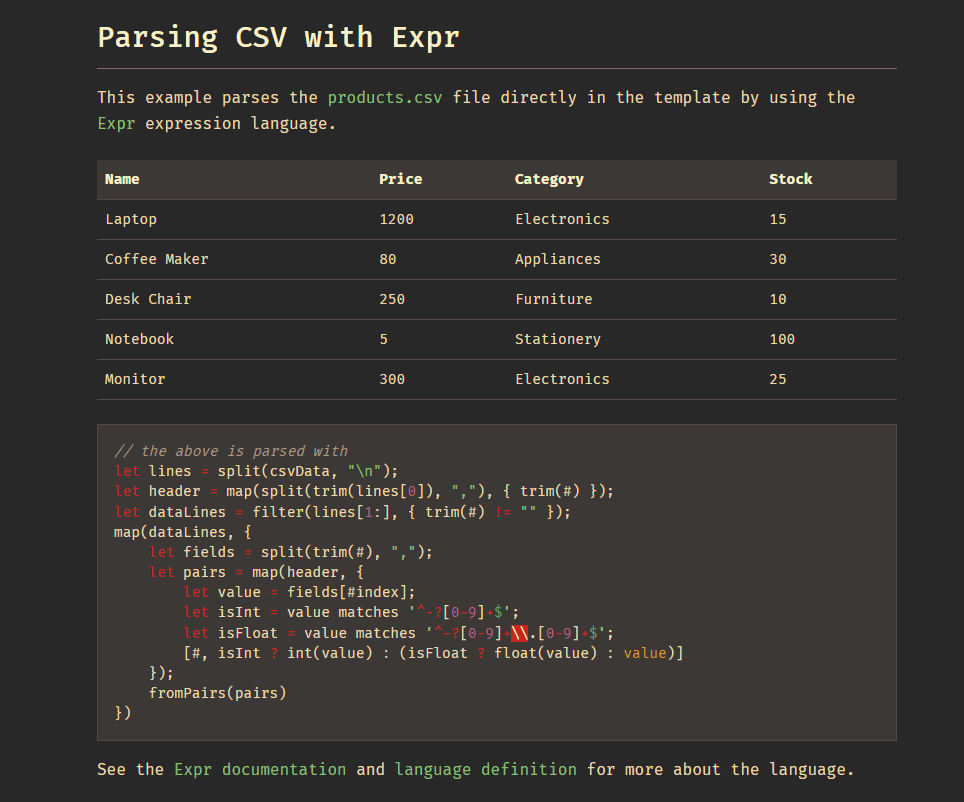 Parsing CSV with Expr
This example parses the products.csv file directly in the template by using the
Expr expression language.
Name Price Category Stock
Laptop 1200 Electronics 15
Coffee Maker 80 Appliances 30
Desk Chair 250 Furniture 10
Notebook 5 Stationery 100
Monitor 300 Electronics 25
// the above is parsed with
let lines = split(csvData, "\n");
let header = map(split(trim(lines[0]), ","), { trim(#) });
let dataLines = filter(lines[1:], { trim(#) != "" });
map(dataLines, {
    let fields = split(trim(#), ",");
    let pairs = map(header, {
        let value = fields[#index];
        let isInt = value matches '^-?[0-9]+$';
        let isFloat = value matches '^-?[0-9]+\\.[0-9]+$';
        [#, isInt ? int(value) : (isFloat ? float(value) : value)]
    });
    fromPairs(pairs)
})
See the Expr documentation and language definition for more about the language.